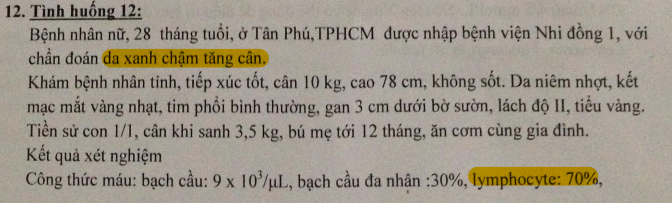 12. Tình huống 12:
Bệnh nhân nữ, 28 tháng tuổi, ở Tân Phú,TPHCM được nhập bệnh viện Nhi đồng 1, với
chẩn đoán da xanh chậm tăng cân.
Khám bệnh nhân tỉnh, tiếp xúc tốt, cân 10 kg, cao 78 cm, không sốt. Da niêm nhợt, kết
mạc mắt vàng nhạt, tim phổi bình thường, gan 3 cm dưới bờ sườn, lách độ II, tiểu vàng.
Tiền sử con 1/1, cân khi sanh 3,5 kg, bú mẹ tới 12 tháng, ăn cơm cùng gia đình.
Kết quả xét nghiệm
Công thức máu: bạch cầu: 9 x 10³/µL, bạch cầu đa nhân :30%, lymphocyte: 70%,